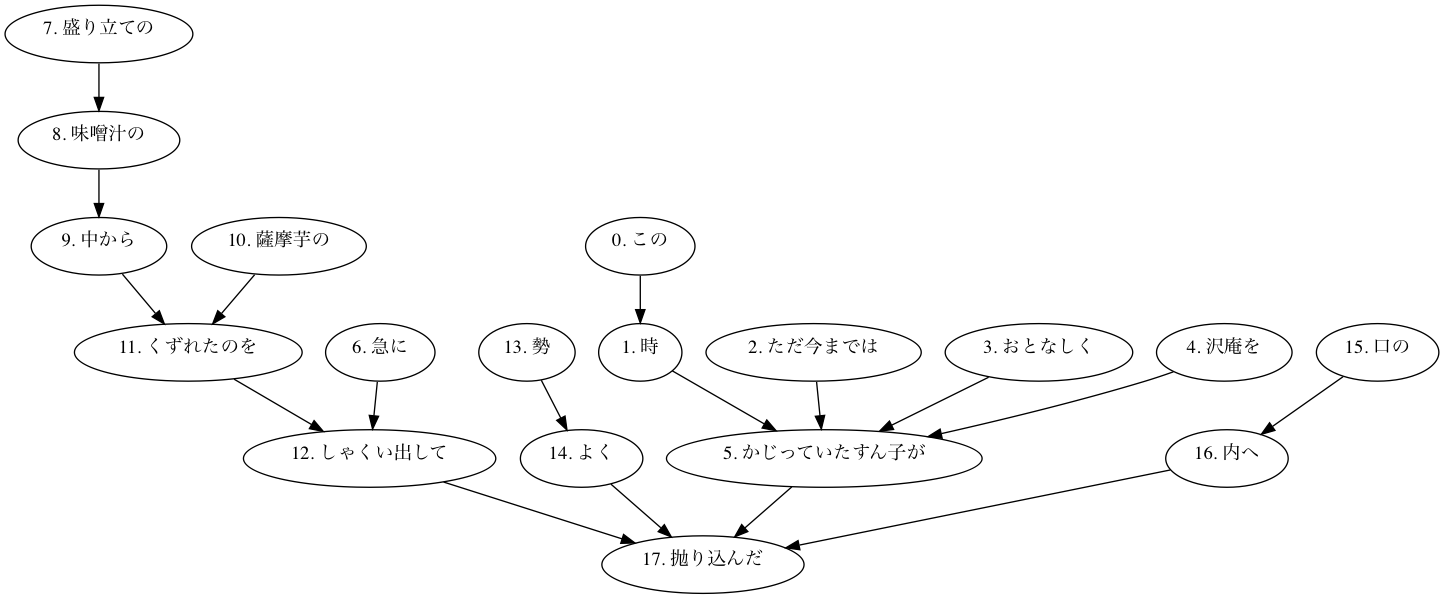 7. 盛り立ての
8. 味噌汁の
9. 中から
10. 薩摩芋の
0. この
11. くずれたのを
6. 急に
13. 勢
1. 時
2. ただ今までは
3. おとなしく
4. 沢庵を
15. 口の
12. しゃくい出して
14. よく
5. かじっていたすん子が
16. 内へ
17. 抛り込んだ